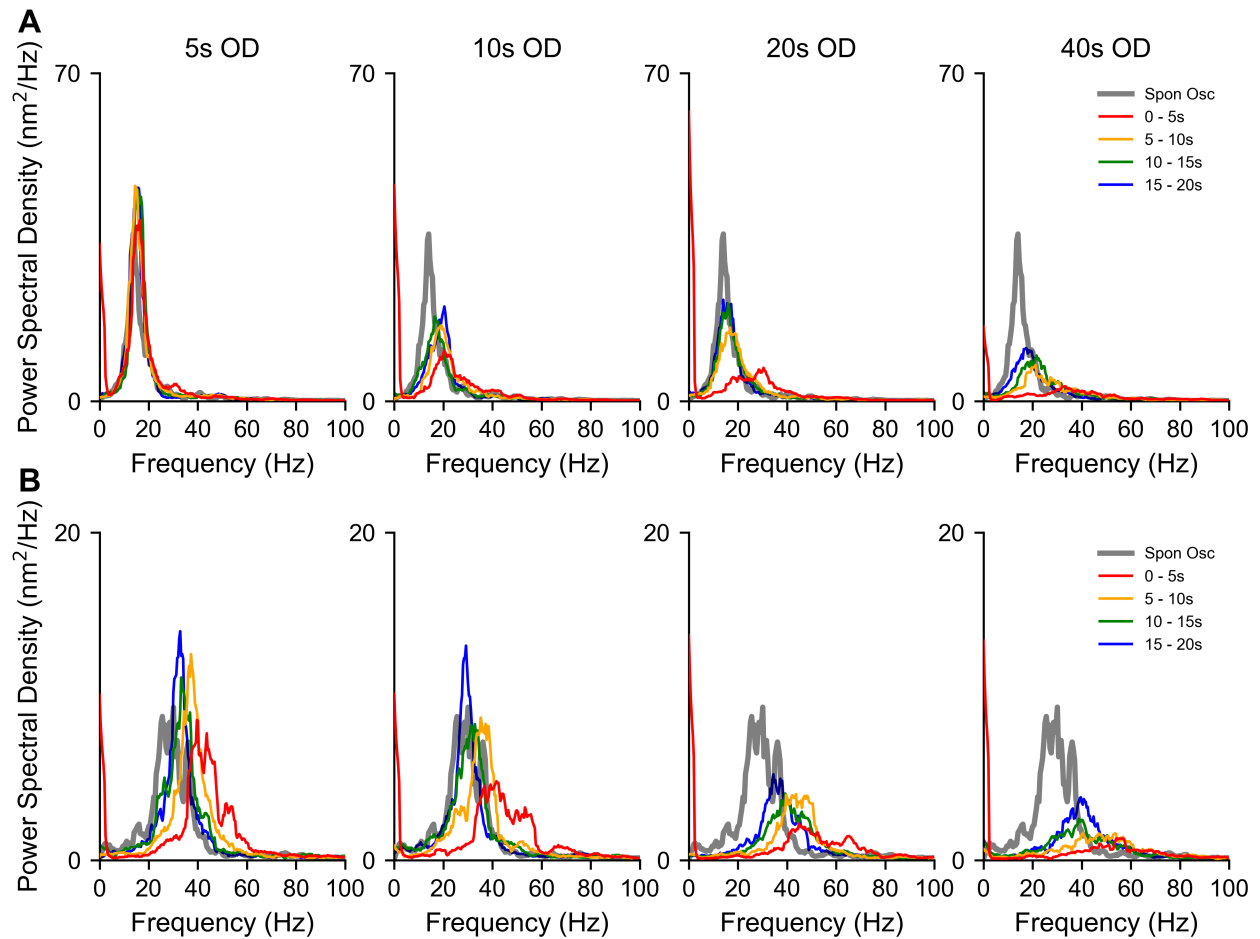 A
5s OD 10s OD 20s OD 40s OD
Power Spectral Density (nm²/Hz)
70 70 70 70
Spon Osc
0 - 5s
5 - 10s
10 - 15s
15 - 20s
0 0 0 0
0 20 40 60 80 100 0 20 40 60 80 100 0 20 40 60 80 100 0 20 40 60 80 100
Frequency (Hz) Frequency (Hz) Frequency (Hz) Frequency (Hz)
B
Power Spectral Density (nm²/Hz)
20 20 20 20
Spon Osc
0 - 5s
5 - 10s
10 - 15s
15 - 20s
0 0 0 0
0 20 40 60 80 100 0 20 40 60 80 100 0 20 40 60 80 100 0 20 40 60 80 100
Frequency (Hz) Frequency (Hz) Frequency (Hz) Frequency (Hz)